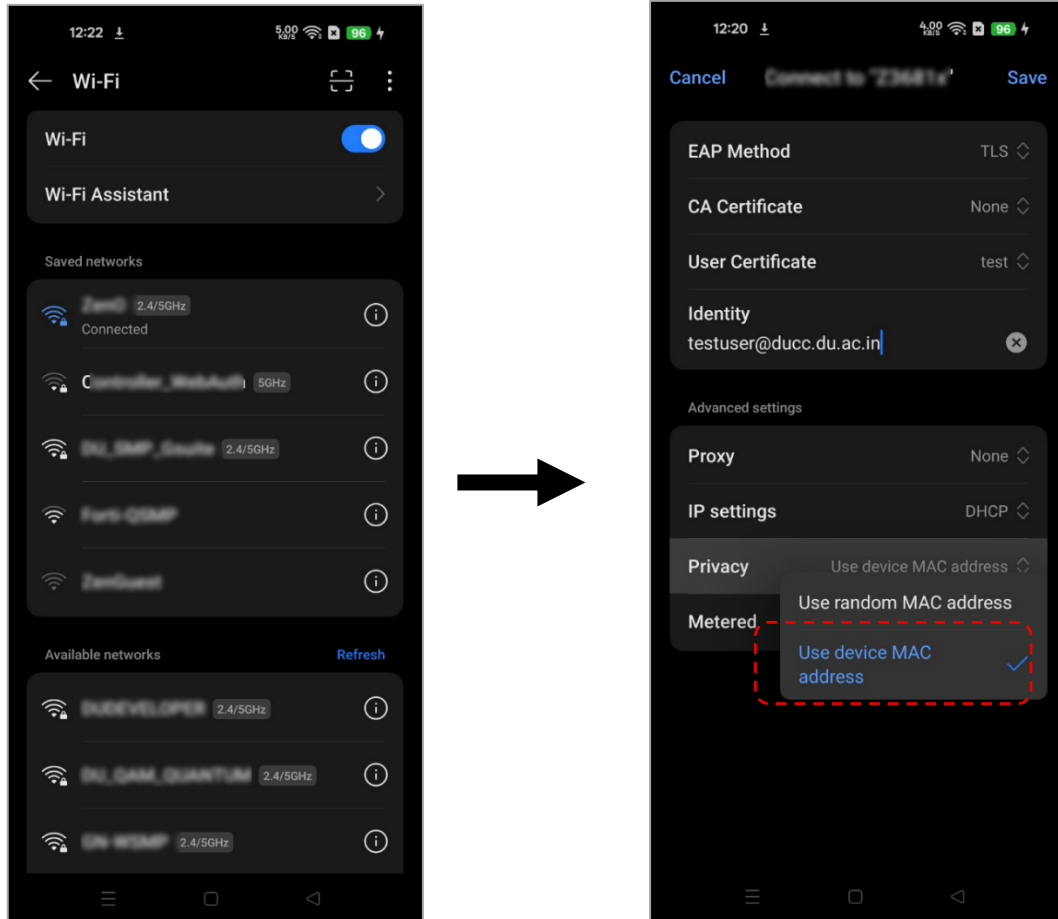 12:22
5.00
KB/S
96
Wi-Fi
Wi-Fi
Wi-Fi Assistant
Saved networks
2.4/5GHz
Connected
5GHz
2.4/5GHz
Available networks
Refresh
2.4/5GHz
2.4/5GHz
2.4/5GHz
12:20
4.00
KB/S
96
Cancel
Save
EAP Method
TLS
CA Certificate
None
User Certificate
test
Identity
testuser@ducc.du.ac.in
Advanced settings
Proxy
None
IP settings
DHCP
Privacy
Use device MAC address
Use random MAC address
Metered
Use device MAC
address